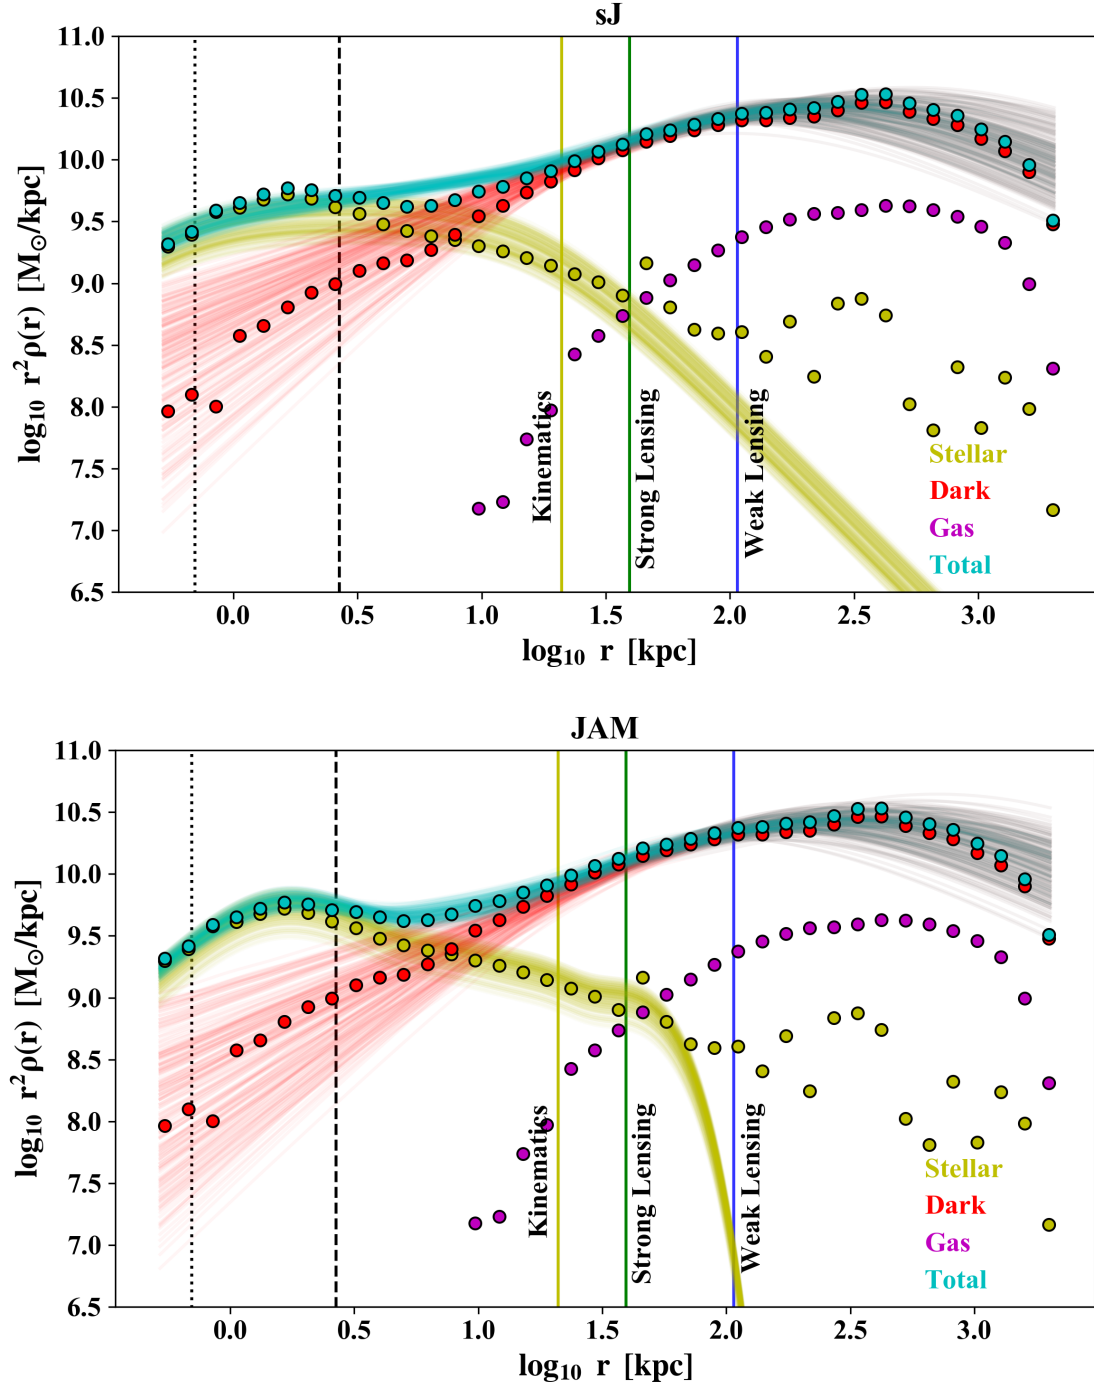 sJ
11.0
10.5
10.0
9.5
9.0
8.5
8.0
7.5
7.0
6.5
log₁₀ r²ρ(r) [M⊙/kpc]
Kinematics
Strong Lensing
Weak Lensing
Stellar
Dark
Gas
Total
0.0 0.5 1.0 1.5 2.0 2.5 3.0
log₁₀ r [kpc]
JAM
11.0
10.5
10.0
9.5
9.0
8.5
8.0
7.5
7.0
6.5
log₁₀ r²ρ(r) [M⊙/kpc]
Kinematics
Strong Lensing
Weak Lensing
Stellar
Dark
Gas
Total
0.0 0.5 1.0 1.5 2.0 2.5 3.0
log₁₀ r [kpc]